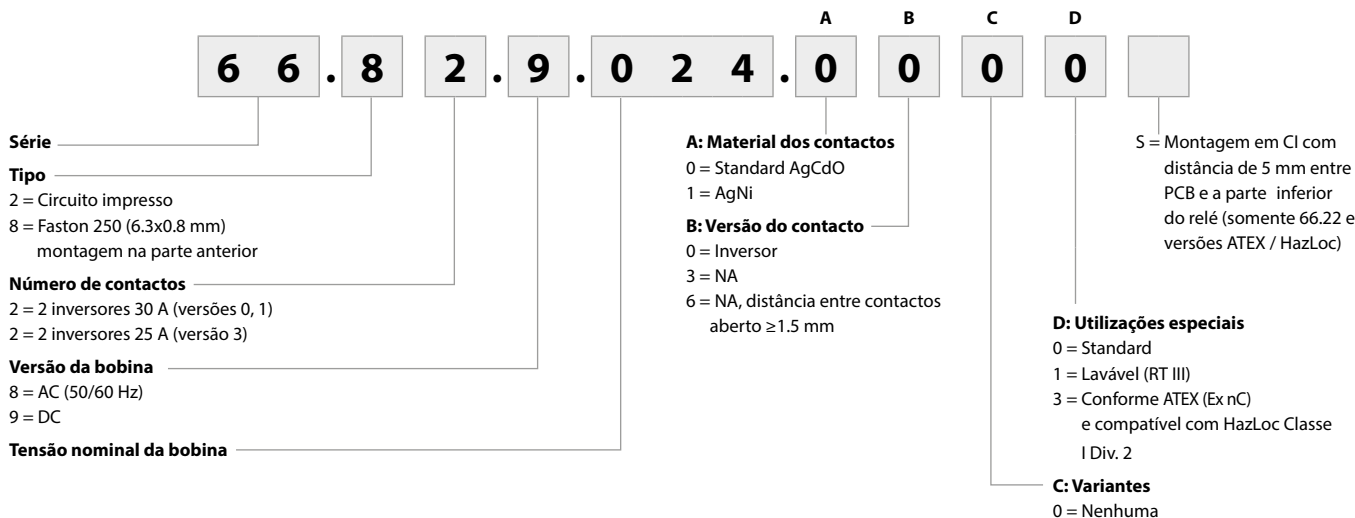 A B C D
6 6 . 8 2 . 9 . 0 2 4 . 0 0 0 0
Série
Tipo
2 = Circuito impresso
8 = Faston 250 (6.3x0.8 mm)
montagem na parte anterior
Número de contactos
2 = 2 inversores 30 A (versões 0, 1)
2 = 2 inversores 25 A (versão 3)
Versão da bobina
8 = AC (50/60 Hz)
9 = DC
Tensão nominal da bobina
A: Material dos contactos
0 = Standard AgCdO
1 = AgNi
B: Versão do contacto
0 = Inversor
3 = NA
6 = NA, distância entre contactos
aberto ≥1.5 mm
S = Montagem em CI com
distância de 5 mm entre
PCB e a parte inferior
do relé (somente 66.22 e
versões ATEX / HazLoc)
D: Utilizações especiais
0 = Standard
1 = Lavável (RT III)
3 = Conforme ATEX (Ex nC)
e compatível com HazLoc Classe
I Div. 2
C: Variantes
0 = Nenhuma